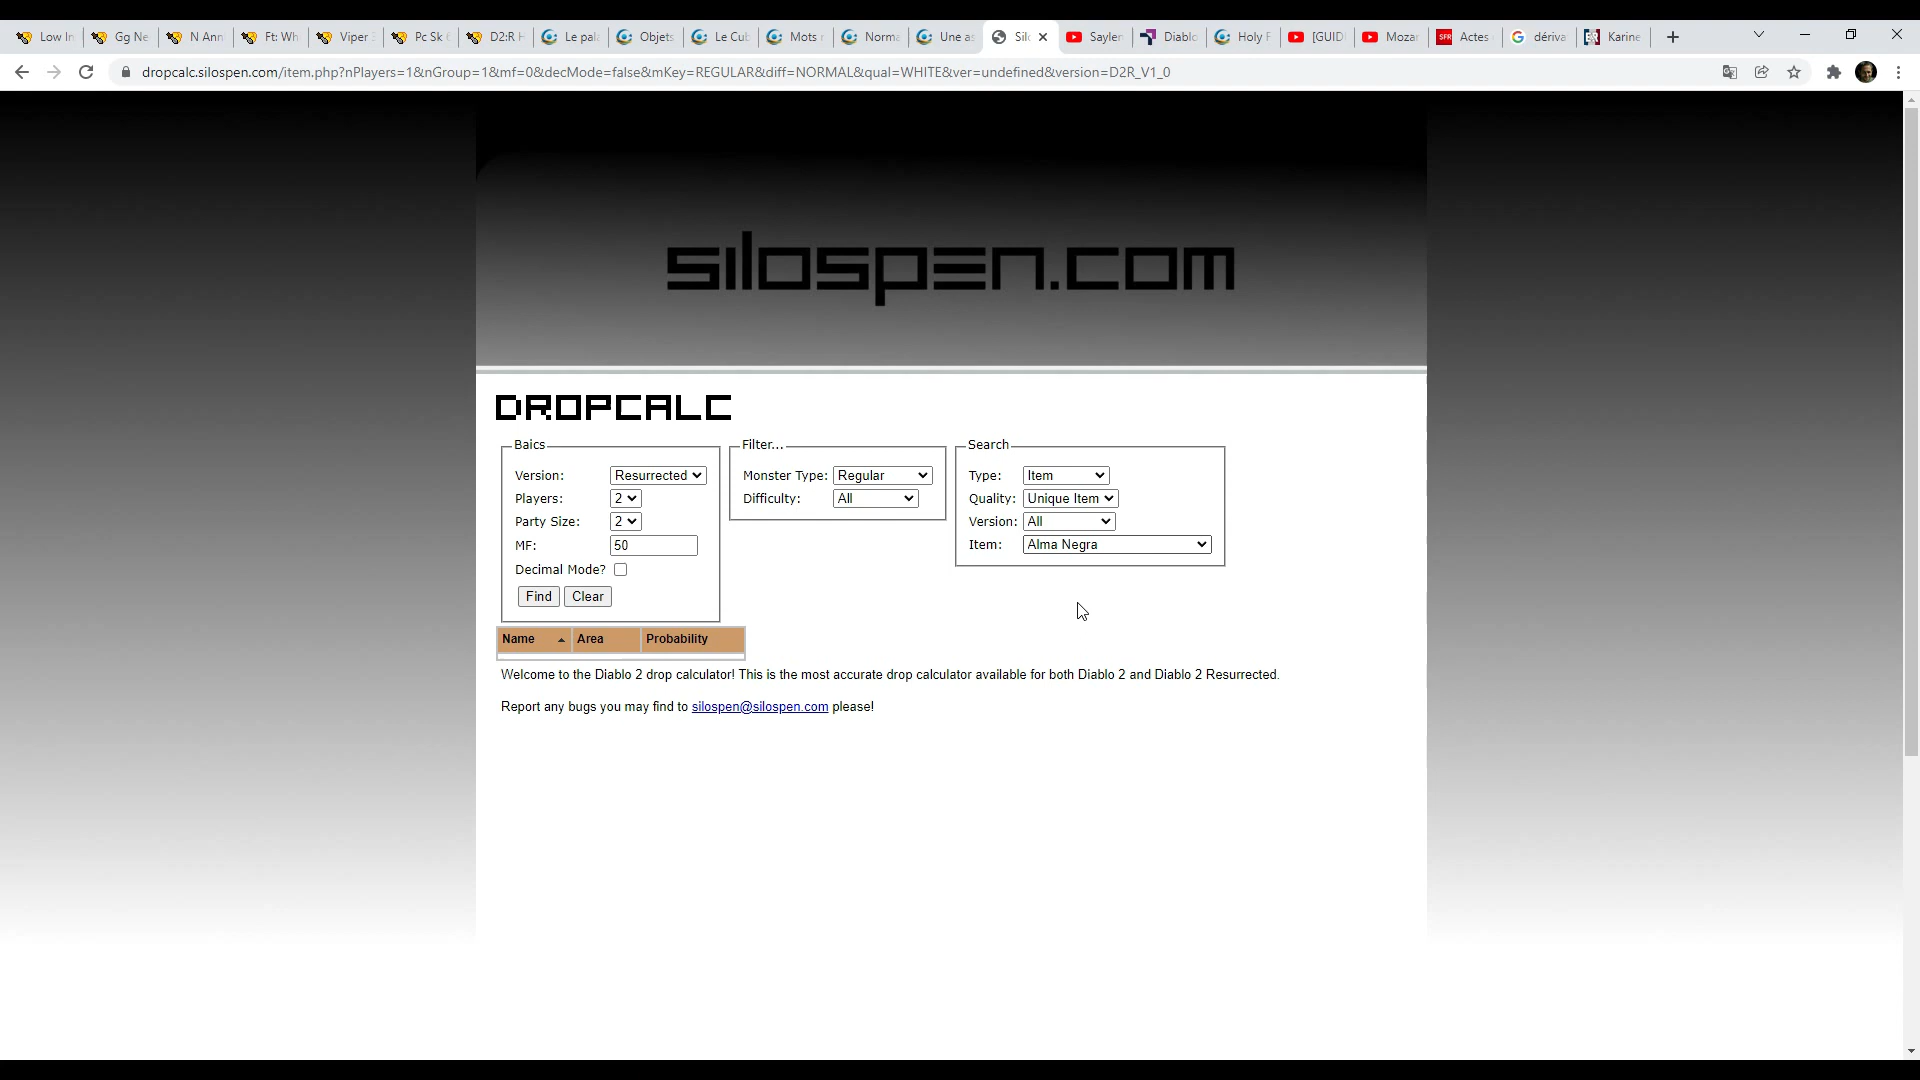 Low In
Gg Ne
N Ann
Ft: Wh
Viper
Pc Sk
D2:R H
Le pala
Objets
Le Cub
Mots r
Norma
Une as
Sil
Saylen
Diablo
Holy F
[GUID
Mozar
SFR
Actes
dériva
Karine
dropcalc.silospen.com/item.php?nPlayers=1&nGroup=1&mf=0&decMode=false&mKey=REGULAR&diff=NORMAL&qual=WHITE&ver=undefined&version=D2R_V1_0
silospen.com
DROPCALC
Baics
Version: Resurrected
Players: 2
Party Size: 2
MF: 50
Decimal Mode?
Find Clear
Filter...
Monster Type: Regular
Difficulty: All
Search
Type: Item
Quality: Unique Item
Version: All
Item: Alma Negra
Name Area Probability
Welcome to the Diablo 2 drop calculator! This is the most accurate drop calculator available for both Diablo 2 and Diablo 2 Resurrected.
Report any bugs you may find to silospen@silospen.com please!